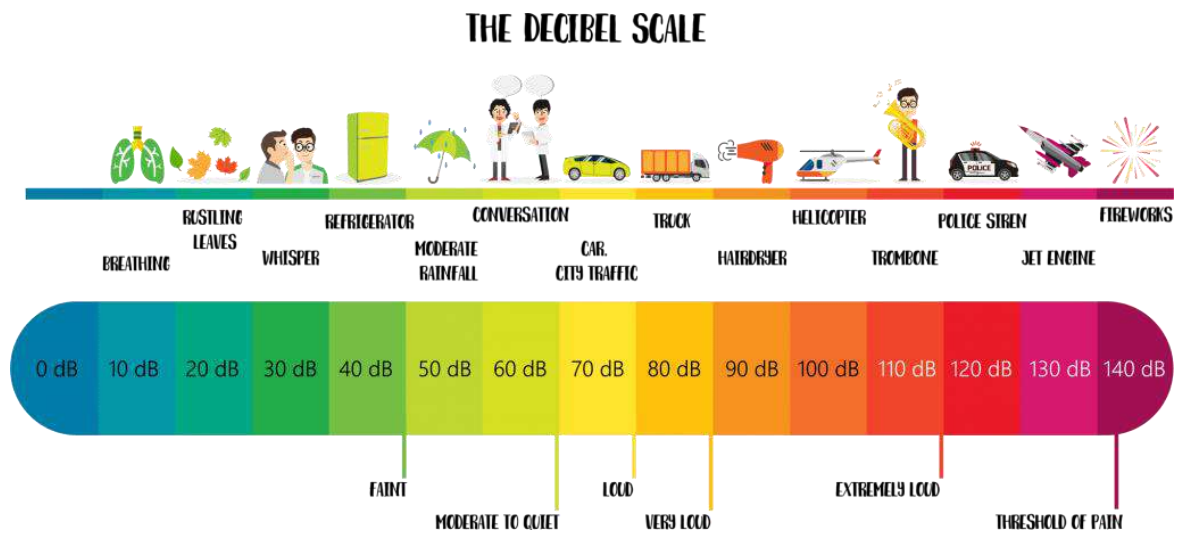 THE DECIBEL SCALE
POLICE
BREATHING
RUSTLING
LEAVES
WHISPER
REFRIGERATOR
MODERATE
RAINFALL
CONVERSATION
CAR,
CITY TRAFFIC
TRUCK
HAIRDRYER
HELICOPTER
TROMBONE
POLICE SIREN
JET ENGINE
FIREWORKS
0 dB
10 dB
20 dB
30 dB
40 dB
50 dB
60 dB
70 dB
80 dB
90 dB
100 dB
110 dB
120 dB
130 dB
140 dB
FAINT
MODERATE TO QUIET
LOUD
VERY LOUD
EXTREMELY LOUD
THRESHOLD OF PAIN